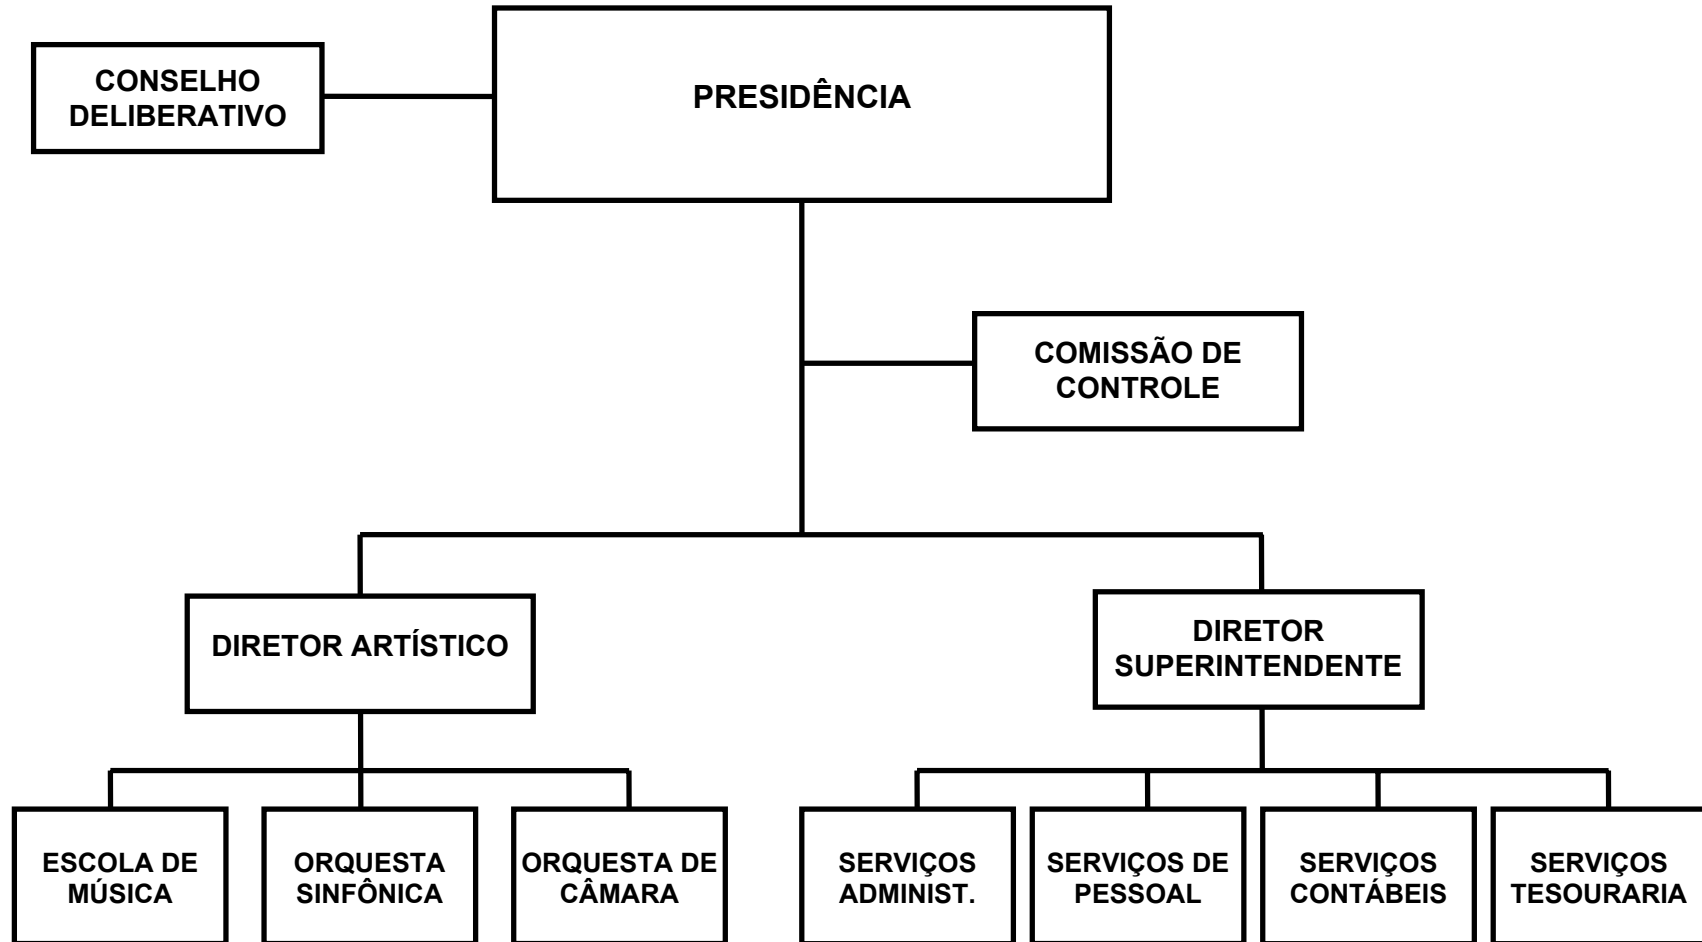 CONSELHO
DELIBERATIVO
PRESIDÊNCIA
COMISSÃO DE
CONTROLE
DIRETOR ARTÍSTICO
DIRETOR
SUPERINTENDENTE
ESCOLA DE
MÚSICA
ORQUESTA
SINFÔNICA
ORQUESTA DE
CÂMARA
SERVIÇOS
ADMINIST.
SERVIÇOS DE
PESSOAL
SERVIÇOS
CONTÁBEIS
SERVIÇOS
TESOURARIA